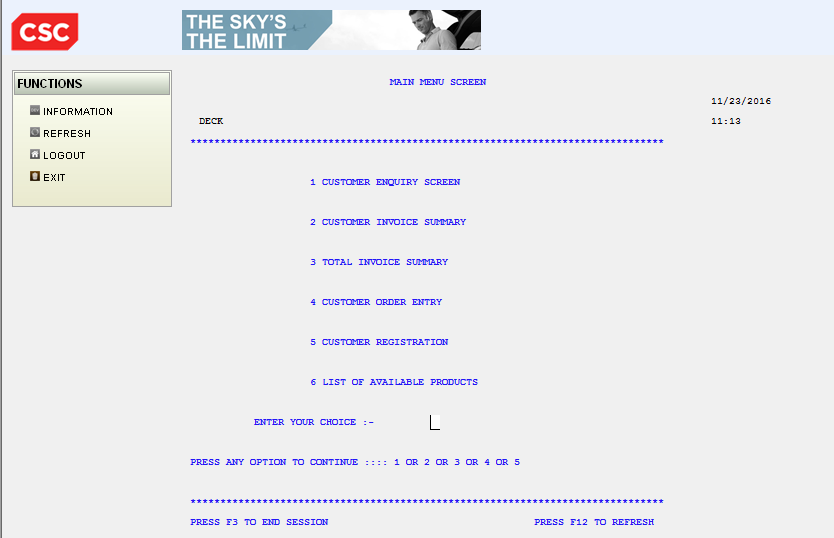 CSC
THE SKY'S
THE LIMIT
FUNCTIONS
INFORMATION
REFRESH
LOGOUT
EXIT
MAIN MENU SCREEN
11/23/2016
DECK
11:13
*******************************************************************************
1 CUSTOMER ENQUIRY SCREEN
2 CUSTOMER INVOICE SUMMARY
3 TOTAL INVOICE SUMMARY
4 CUSTOMER ORDER ENTRY
5 CUSTOMER REGISTRATION
6 LIST OF AVAILABLE PRODUCTS
ENTER YOUR CHOICE :-
PRESS ANY OPTION TO CONTINUE :::: 1 OR 2 OR 3 OR 4 OR 5
*******************************************************************************
PRESS F3 TO END SESSION PRESS F12 TO REFRESH